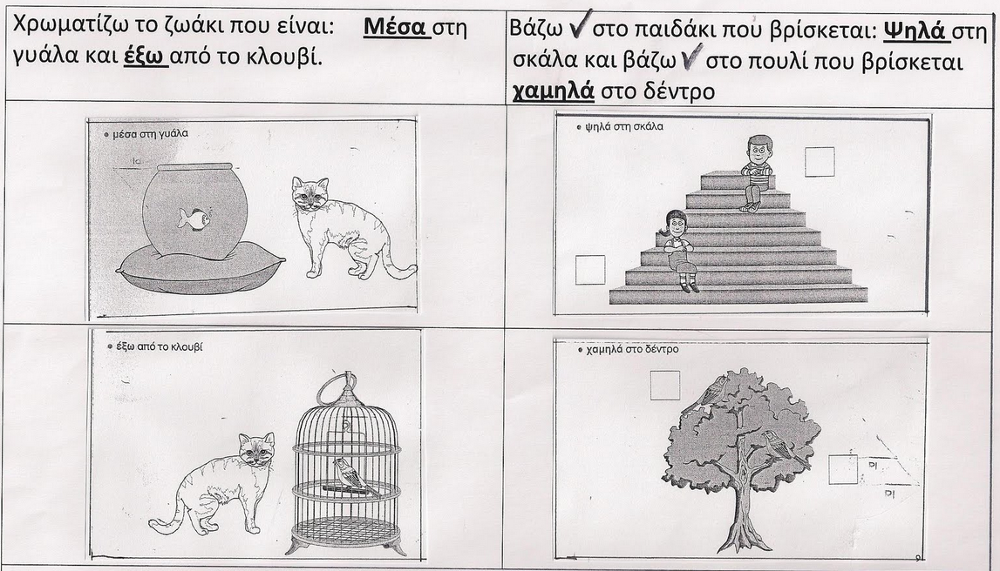 Χρωματίζω το ζωάκι που είναι: Μέσα στη
γυάλα και έξω από το κλουβί.
Βάζω ✓ στο παιδάκι που βρίσκεται: Ψηλά στη
σκάλα και βάζω ✓ στο πουλί που βρίσκεται
χαμηλά στο δέντρο
• μέσα στη γυάλα
• ψηλά στη σκάλα
• έξω από το κλουβί
• χαμηλά στο δέντρο